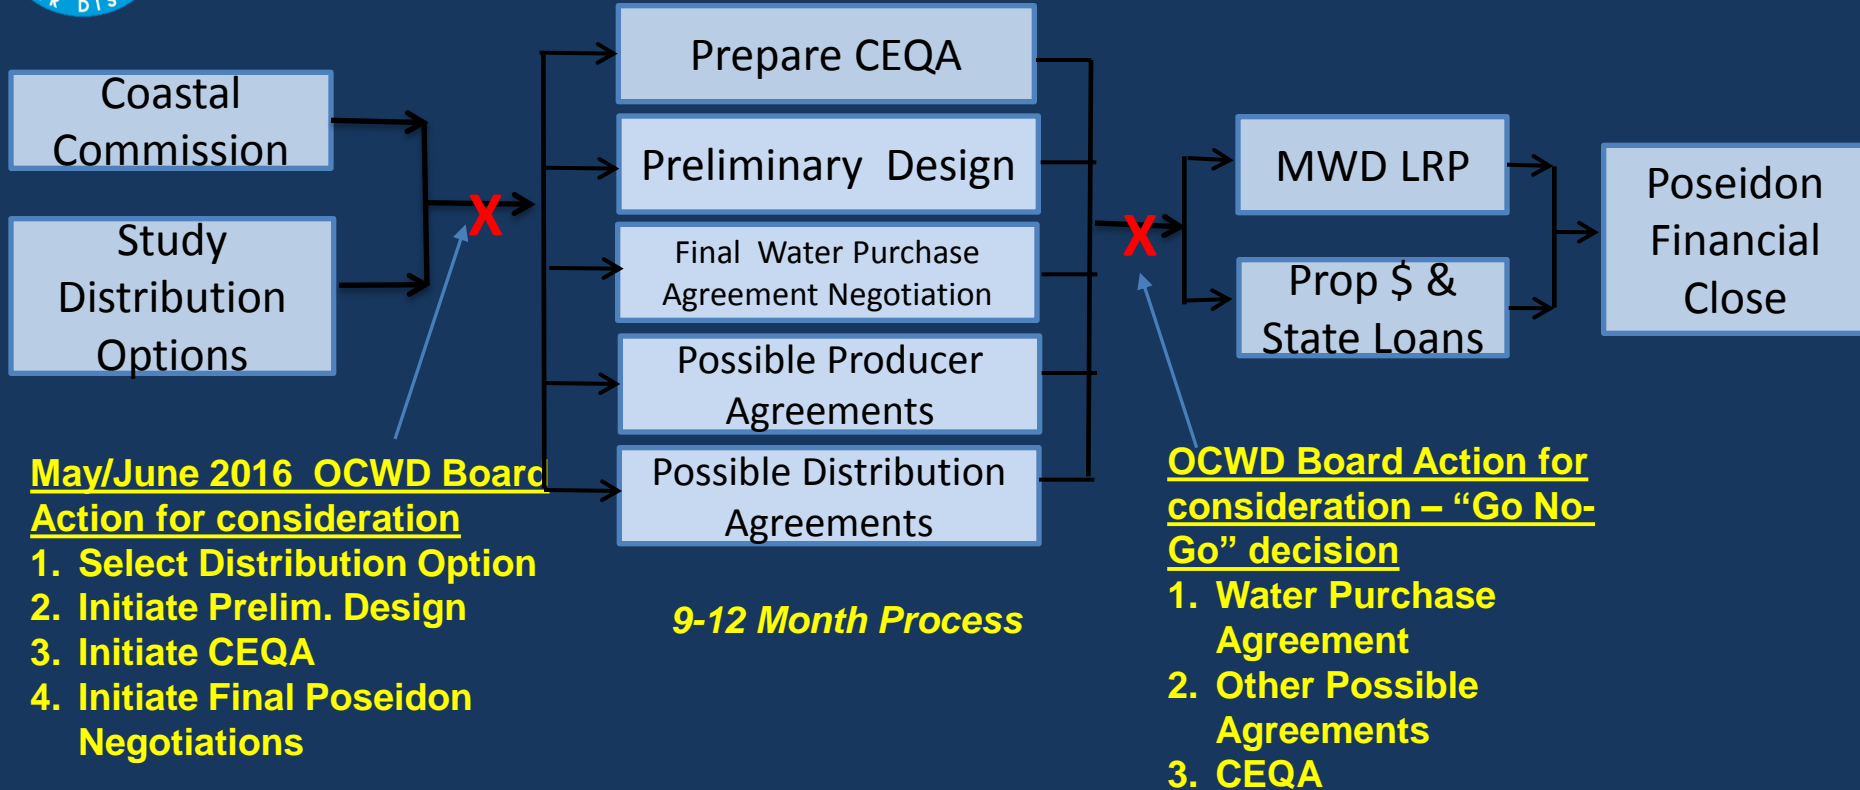 R DIS
Coastal
Commission
Study
Distribution
Options
X
Prepare CEQA
Preliminary Design
Final Water Purchase
Agreement Negotiation
Possible Producer
Agreements
Possible Distribution
Agreements
X
MWD LRP
Prop $ &
State Loans
Poseidon
Financial
Close
May/June 2016 OCWD Board
Action for consideration
1. Select Distribution Option
2. Initiate Prelim. Design
3. Initiate CEQA
4. Initiate Final Poseidon
Negotiations
9-12 Month Process
OCWD Board Action for
consideration – “Go No-
Go” decision
1. Water Purchase
Agreement
2. Other Possible
Agreements
3. CEQA